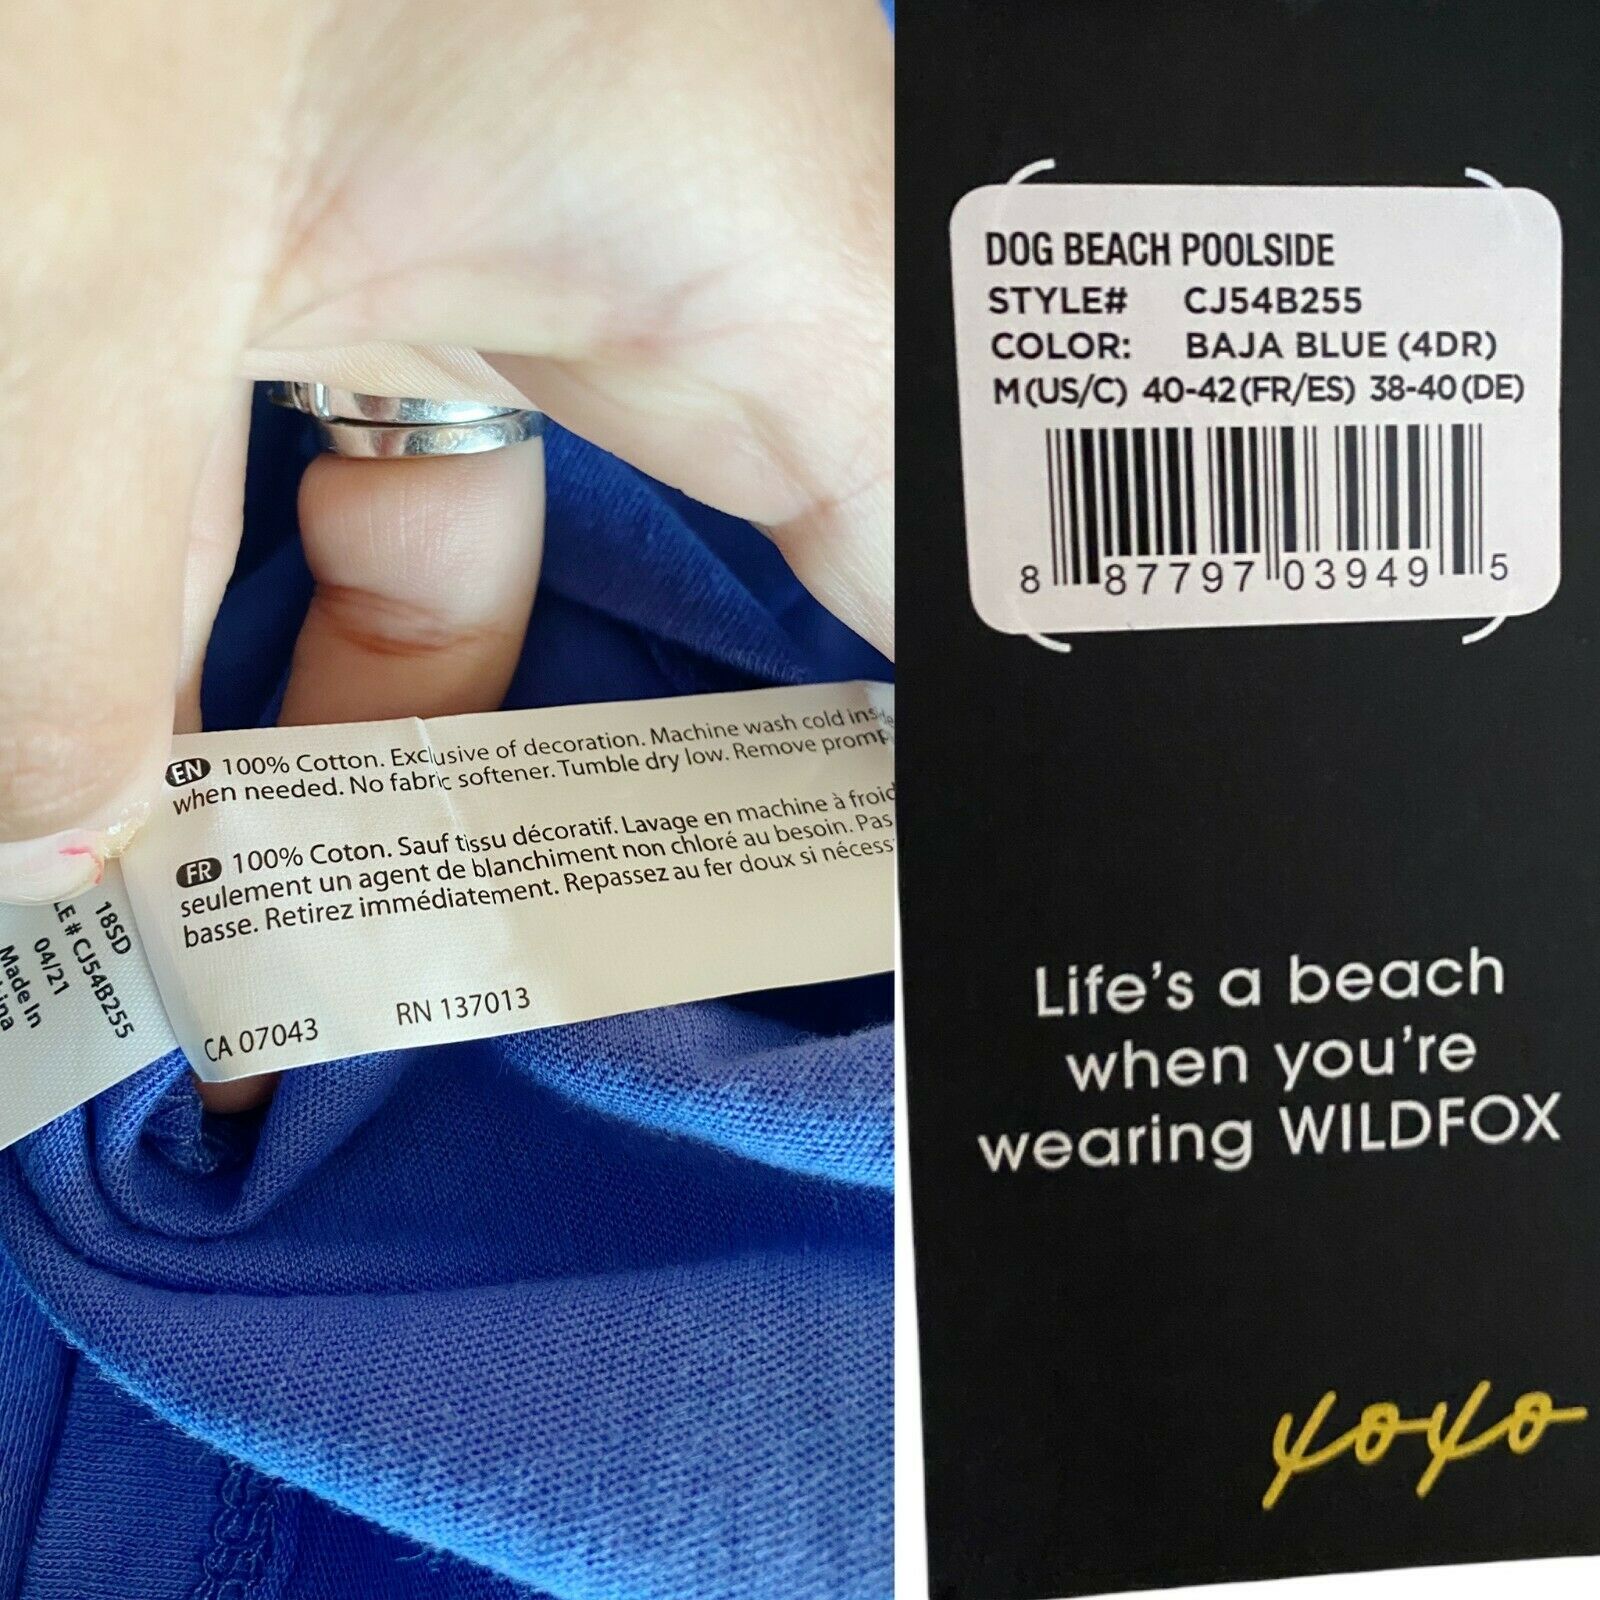 EN 100% Cotton. Exclusive of decoration. Machine wash cold inside
when needed. No fabric softener. Tumble dry low. Remove
FR 100% Coton. Sauf tissu décoratif. Lavage en machine à froid
seulement un agent de blanchiment non chloré au besoin. Pas
basse. Retirez immédiatement. Repassez au fer doux si
CA 07043 RN 137013
18SD
CJ54B255
04/21
Made In
DOG BEACH POOLSIDE
STYLE# CJ54B255
COLOR: BAJA BLUE (4DR)
M(US/C) 40-42(FR/ES) 38-40(DE)
8 87797 03949 5
Life's a beach
when you're
wearing WILDFOX
xoxo